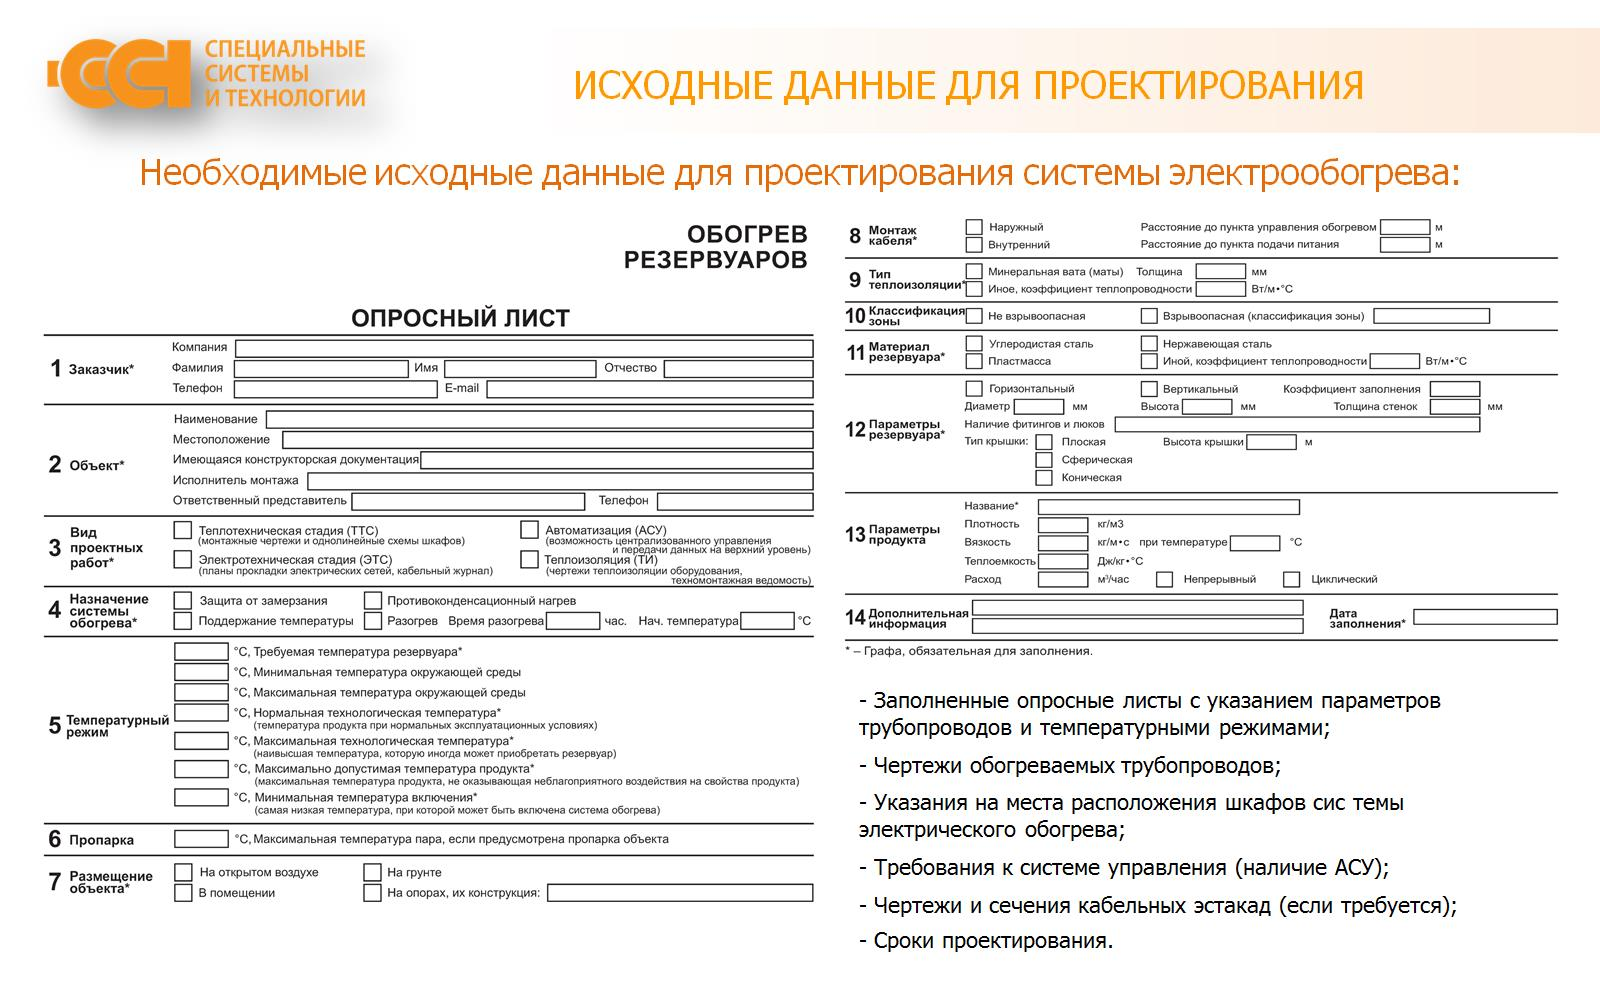 ССТ
СПЕЦИАЛЬНЫЕ
СИСТЕМЫ
И ТЕХНОЛОГИИ
ИСХОДНЫЕ ДАННЫЕ ДЛЯ ПРОЕКТИРОВАНИЯ
Необходимые исходные данные для проектирования системы электрообогрева:
ОБОГРЕВ
РЕЗЕРВУАРОВ
ОПРОСНЫЙ ЛИСТ
1 Заказчик*
Компания
Фамилия Имя Отчество
Телефон E-mail
2 Объект*
Наименование
Местоположение
Имеющаяся конструкторская документация
Исполнитель монтажа
Ответственный представитель Телефон
3 Вид
проектных
работ*
Теплотехническая стадия (ТТС)
(монтажные чертежи и однолинейные схемы шкафов)
Электротехническая стадия (ЭТС)
(планы прокладки электрических сетей, кабельный журнал)
Автоматизация (АСУ)
(возможность централизованного управления
и передачи данных на верхний уровень)
Теплоизоляция (ТИ)
(чертежи теплоизоляции оборудования,
техномонтажная ведомость)
4 Назначение
системы
обогрева*
Защита от замерзания Противоконденсационный нагрев
Поддержание температуры Разогрев Время разогрева час. Нач. температура °С
5 Температурный
режим
°С, Требуемая температура резервуара*
°С, Минимальная температура окружающей среды
°С, Максимальная температура окружающей среды
°С, Нормальная технологическая температура*
(температура продукта при нормальных эксплуатационных условиях)
°С, Максимальная технологическая температура*
(наивысшая температура, которую иногда может приобретать резервуар)
°С, Максимально допустимая температура продукта*
(максимальная температура продукта, не оказывающая неблагоприятного воздействия на свойства продукта)
°С, Минимальная температура включения*
(самая низкая температура, при которой может быть включена система обогрева)
6 Пропарка °С, Максимальная температура пара, если предусмотрена пропарка объекта
7 Размещение
объекта*
На открытом воздухе На грунте
В помещении На опорах, их конструкция:
8 Монтаж
кабеля*
Наружный Расстояние до пункта управления обогревом м
Внутренний Расстояние до пункта подачи питания м
9 Тип
теплоизоляции*
Минеральная вата (маты) Толщина мм
Иное, коэффициент теплопроводности Вт/м•°С
10 Классификация
зоны
Не взрывоопасная Взрывоопасная (классификация зоны)
11 Материал
резервуара*
Углеродистая сталь Нержавеющая сталь
Пластмасса Иной, коэффициент теплопроводности Вт/м•°С
12 Параметры
резервуара*
Горизонтальный Вертикальный Коэффициент заполнения
Диаметр мм Высота мм Толщина стенок мм
Наличие фитингов и люков
Тип крышки: Плоская Высота крышки м
Сферическая
Коническая
13 Параметры
продукта
Название*
Плотность кг/м3
Вязкость кг/м•с при температуре °С
Теплоемкость Дж/кг•°С
Расход м³/час Непрерывный Циклический
14 Дополнительная
информация
Дата
заполнения*
* – Графа, обязательная для заполнения.
- Заполненные опросные листы с указанием параметров
трубопроводов и температурными режимами;
- Чертежи обогреваемых трубопроводов;
- Указания на места расположения шкафов сис темы
электрического обогрева;
- Требования к системе управления (наличие АСУ);
- Чертежи и сечения кабельных эстакад (если требуется);
- Сроки проектирования.